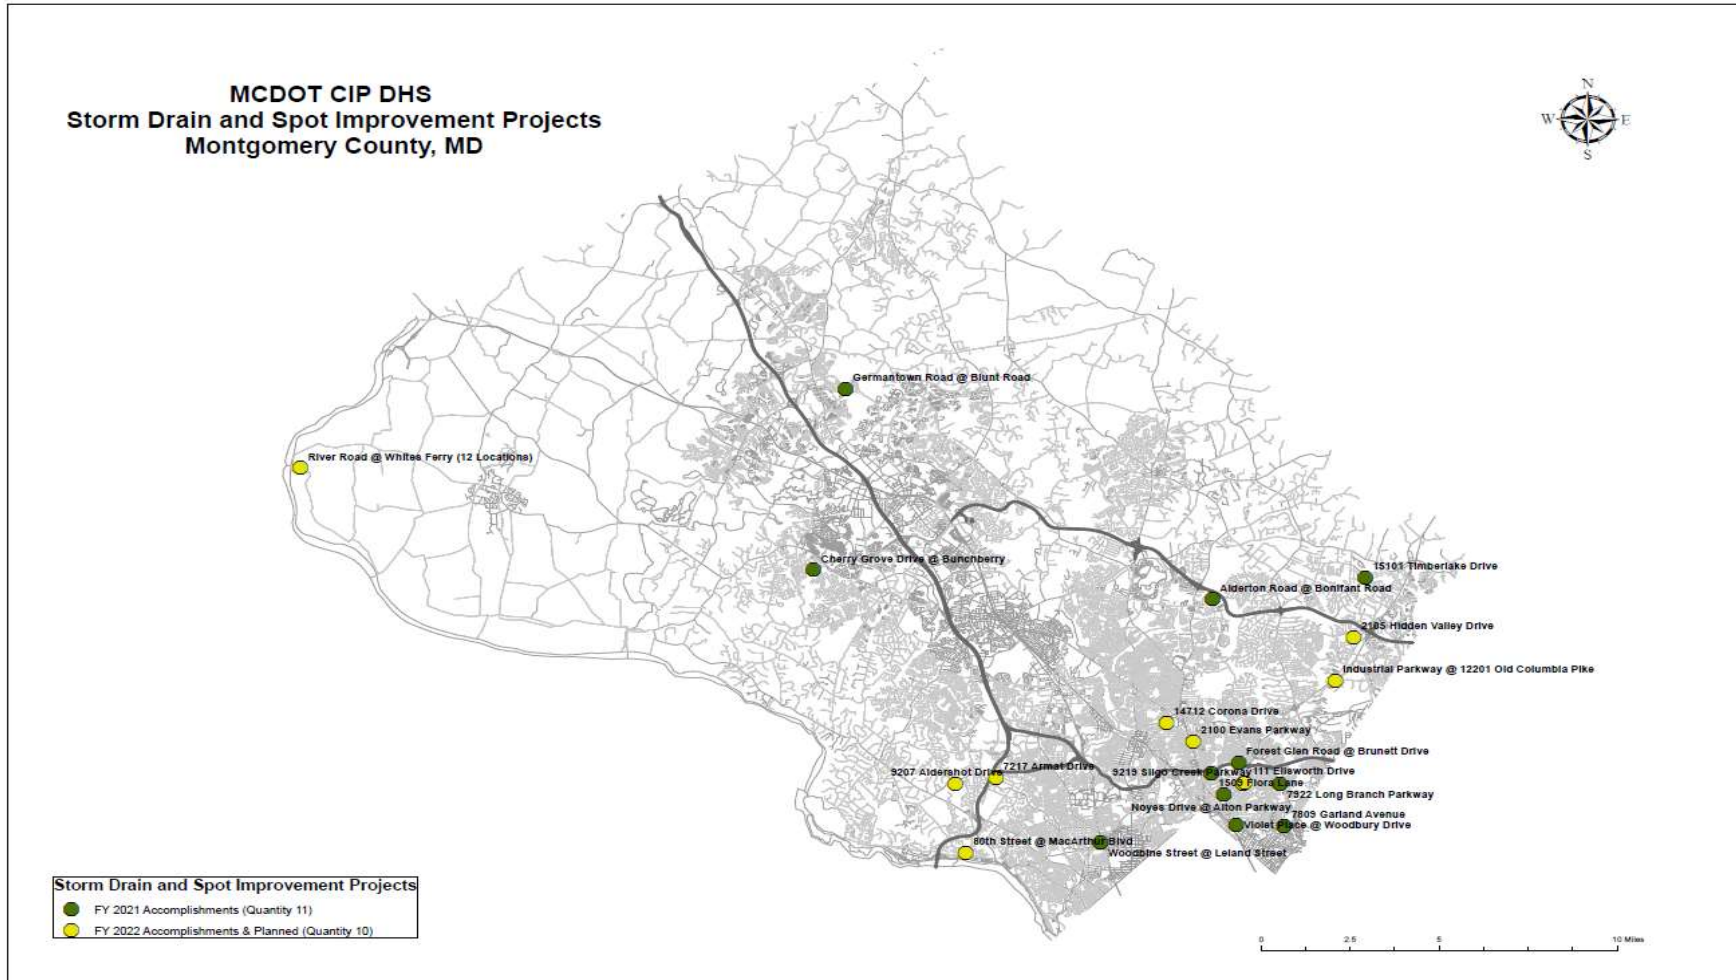 MCDOT CIP DHS
Storm Drain and Spot Improvement Projects
Montgomery County, MD
N
W E
S
Germantown Road @ Blunt Road
River Road @ Whites Ferry (12 Locations)
Cherry Grove Drive @ Bunchberry
15101 Timberlake Drive
Alderton Road @ Bonifant Road
2105 Hidden Valley Drive
Industrial Parkway @ 12201 Old Columbia Pike
14712 Corona Drive
2100 Evans Parkway
Forest Glen Road @ Brunett Drive
7217 Armat Drive
9207 Aldershot Drive
9219 Sligo Creek Parkway
111 Ellsworth Drive
1509 Flora Lane
7322 Long Branch Parkway
Noyes Drive @ Alton Parkway
7809 Garland Avenue
Violet Place @ Woodbury Drive
80th Street @ MacArthur Blvd
Woodbine Street @ Leland Street
Storm Drain and Spot Improvement Projects
FY 2021 Accomplishments (Quantity 11)
FY 2022 Accomplishments & Planned (Quantity 10)
0 2.5 5 10 Miles